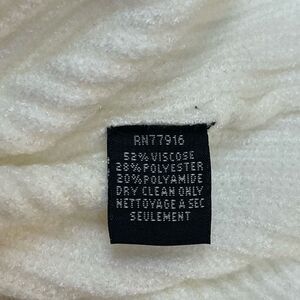 RN77916
52% VISCOSE
28% POLYESTER
20% POLYAMIDE
DRY CLEAN ONLY
NETTOYAGE A SEC
SEULEMENT